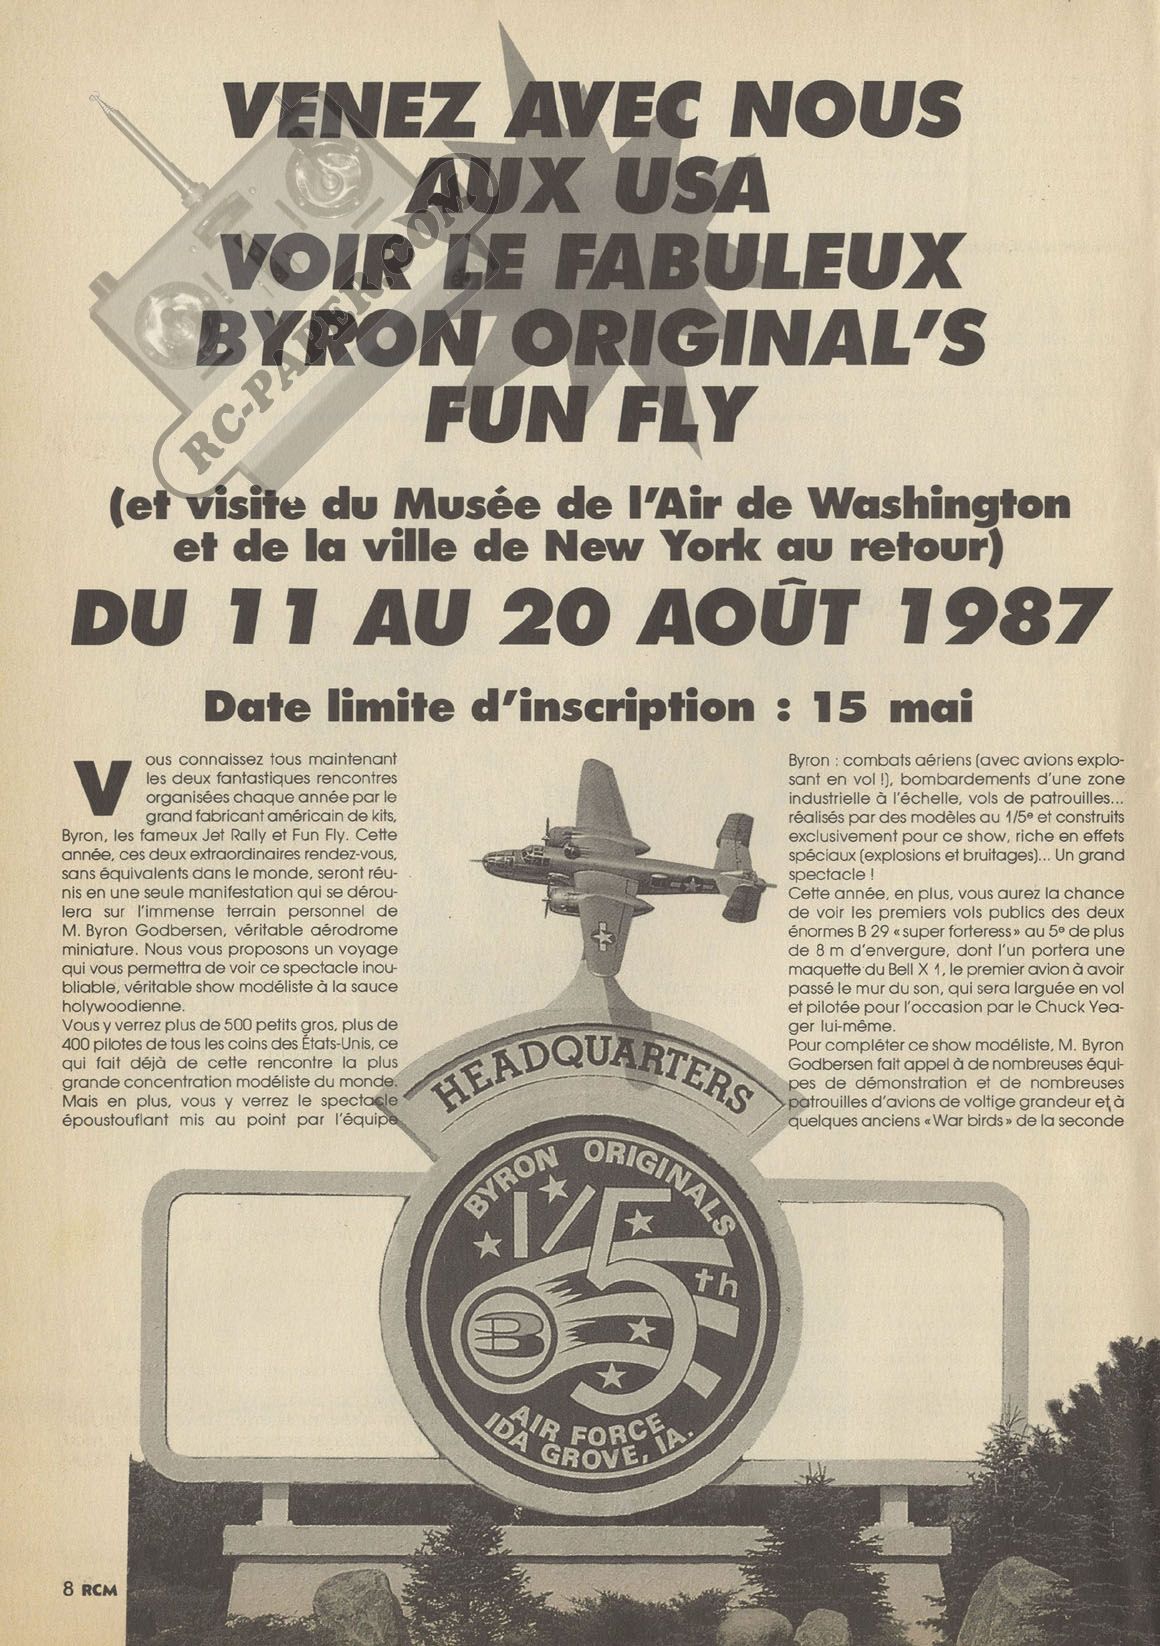 VENEZ AVEC NOUS
AUX USA
VOIR LE FABULEUX
BYRON ORIGINAL'S
FUN FLY
RC-PAPER.COM
(et visite du Musée de l'Air de Washington
et de la ville de New York au retour)
DU 11 AU 20 AOÛT 1987
Date limite d'inscription : 15 mai
Vous connaissez tous maintenant
les deux fantastiques rencontres
organisées chaque année par le
grand fabricant américain de kits,
Byron, les fameux Jet Rally et Fun Fly. Cette
année, ces deux extraordinaires rendez-vous,
sans équivalents dans le monde, seront réu-
nis en une seule manifestation qui se dérou-
lera sur l'immense terrain personnel de
M. Byron Godbersen, véritable aérodrome
miniature. Nous vous proposons un voyage
qui vous permettra de voir ce spectacle inou-
bliable, véritable show modéliste à la sauce
holywoodienne.
Vous y verrez plus de 500 petits gros, plus de
400 pilotes de tous les coins des États-Unis, ce
qui fait déjà de cette rencontre la plus
grande concentration modéliste du monde.
Mais en plus, vous y verrez le spectacle
époustouflant mis au point par l'équipe
Byron : combats aériens (avec avions explo-
sant en vol !), bombardements d'une zone
industrielle à l'échelle, vols de patrouilles...
réalisés par des modèles au 1/5e et construits
exclusivement pour ce show, riche en effets
spéciaux (explosions et bruitages)... Un grand
spectacle !
Cette année, en plus, vous aurez la chance
de voir les premiers vols publics des deux
énormes B 29 « super forteress » au 5e de plus
de 8 m d'envergure, dont l'un portera une
maquette du Bell X 1, le premier avion à avoir
passé le mur du son, qui sera larguée en vol
et pilotée pour l'occasion par le Chuck Yea-
ger lui-même.
Pour compléter ce show modéliste, M. Byron
Godbersen fait appel à de nombreuses équi-
pes de démonstration et de nombreuses
patrouilles d'avions de voltige grandeur et à
quelques anciens « War birds » de la seconde
HEADQUARTERS
BYRON ORIGINALS
1/5th
B
AIR FORCE
IDA GROVE, IA.
8 RCM